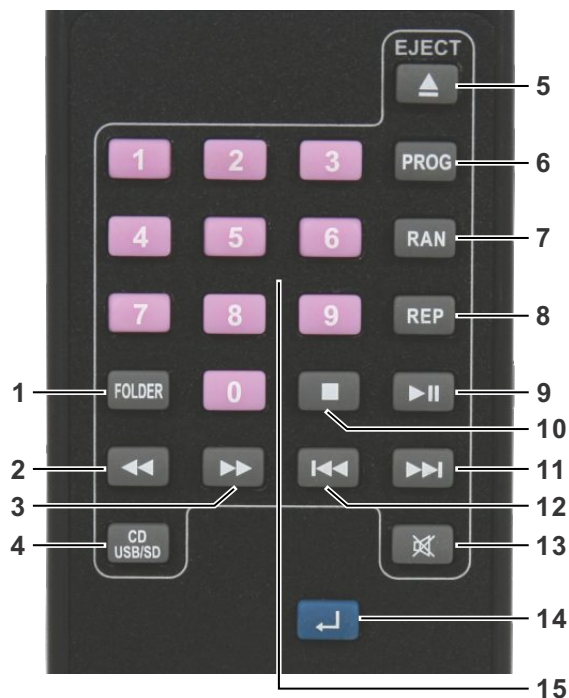 EJECT
5
1 2 3 PROG 6
4 5 6 RAN 7
7 8 9 REP 8
1 FOLDER 0 9
10
2 11
3 12
4 CD
USB/SD 13
14
15